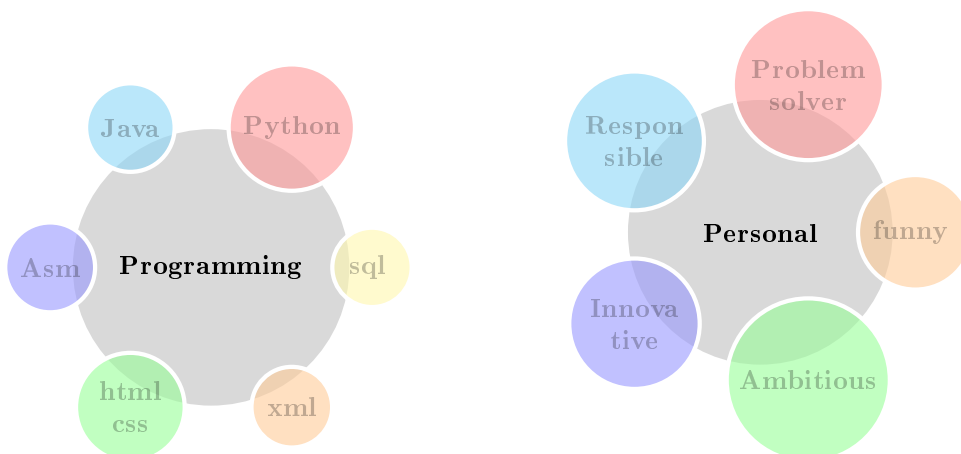 Java
Python
Asm
Programming
sql
html
css
xml
Problem
solver
Respon
sible
Personal
funny
Innova
tive
Ambitious